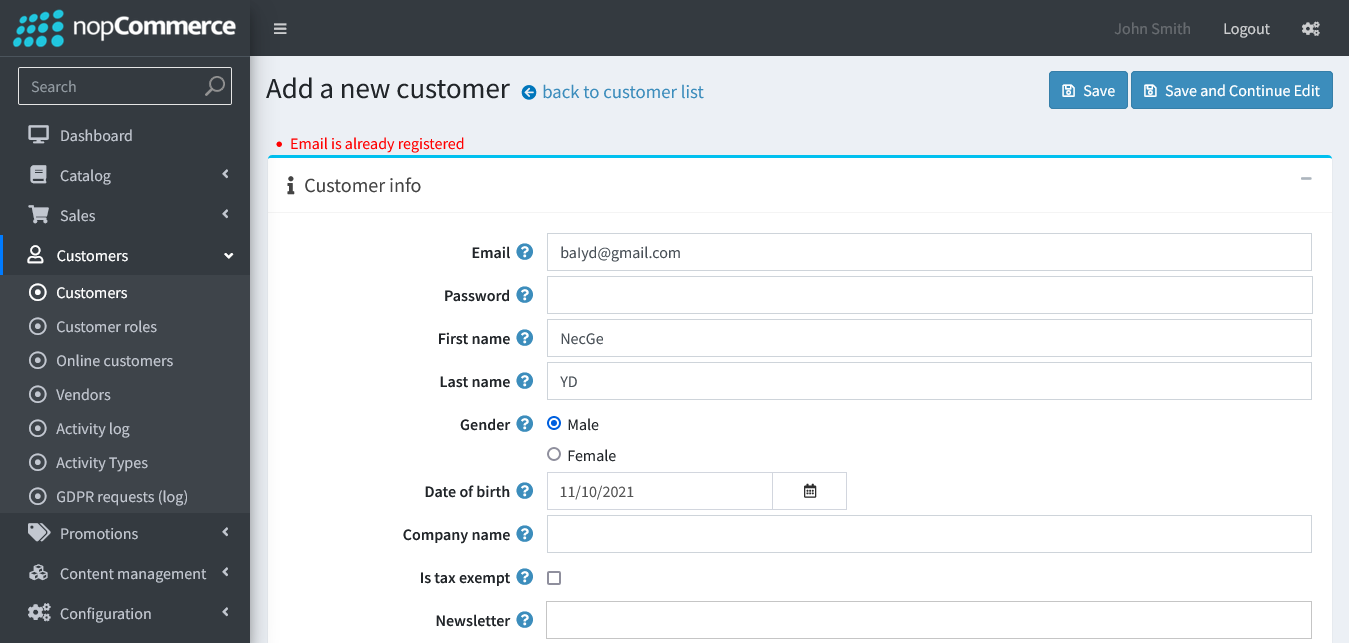 nopCommerce
John Smith
Logout
Search
Dashboard
Catalog
Sales
Customers
Customers
Customer roles
Online customers
Vendors
Activity log
Activity Types
GDPR requests (log)
Promotions
Content management
Configuration
Add a new customer back to customer list
Save
Save and Continue Edit
Email is already registered
Customer info
Email baIyd@gmail.com
Password
First name NecGe
Last name YD
Gender Male
Female
Date of birth 11/10/2021
Company name
Is tax exempt
Newsletter